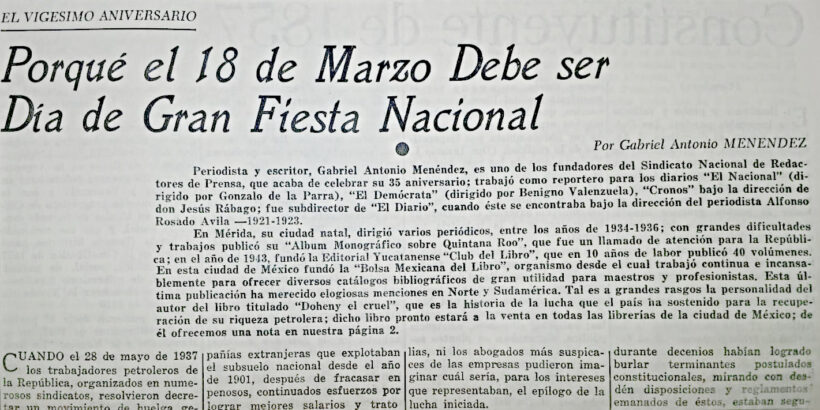 EL VIGESIMO ANIVERSARIO
Porqué el 18 de Marzo Debe ser
Día de Gran Fiesta Nacional
Por Gabriel Antonio MENENDEZ
Periodista y escritor, Gabriel Antonio Menéndez, es uno de los fundadores del Sindicato Nacional de Redac-
tores de Prensa, que acaba de celebrar su 35 aniversario; trabajó como reportero para los diarios "El Nacional" (di-
rigido por Gonzalo de la Parra), "El Demócrata" (dirigido por Benigno Valenzuela), "Cronos" bajo la dirección de
don Jesús Rábago; fue subdirector de "El Diario", cuando éste se encontraba bajo la dirección del periodista Alfonso
Rosado Avila —1921-1923.
En Mérida, su ciudad natal, dirigió varios periódicos, entre los años de 1934-1936; con grandes dificultades
y trabajos publicó su "Album Monográfico sobre Quintana Roo", que fue un llamado de atención para la Repúbli-
ca; en el año de 1943, fundó la Editorial Yucatanense "Club del Libro", que en 10 años de labor publicó 40 volúmenes.
En esta ciudad de México fundó la "Bolsa Mexicana del Libro", organismo desde el cual trabajó continua e incansa-
blemente para ofrecer diversos catálogos bibliográficos de gran utilidad para maestros y profesionistas. Esta úl-
tima publicación ha merecido elogiosas menciones en Norte y Sudamérica. Tal es a grandes rasgos la personalidad del
autor del libro titulado "Doheny el cruel", que es la historia de la lucha que el país ha sostenido para la recupe-
ración de su riqueza petrolera; dicho libro pronto estará a la venta en todas las librerías de la ciudad de México; de
él ofrecemos una nota en nuestra página 2.
CUANDO el 28 de mayo de 1937
los trabajadores petroleros de
la República, organizados en nume-
rosos sindicatos, resolvieron decre-
tar un movimiento de huelga ge-
pañías extranjeras que explotaban
el subsuelo nacional desde el año
de 1901, después de fracasar en
penosos, continuados esfuerzos por
lograr mejores salarios y trato
lias, ni los abogados más suspica-
ces de las empresas pudieron ima-
ginar cuál sería, para los intereses
que representaban, el epílogo de la
lucha iniciada.
durante decenios habían logrado
burlar terminantes postulados
constitucionales, mirando con des-
dén disposiciones y reglamentos
emanados de éstos, estaban segu-